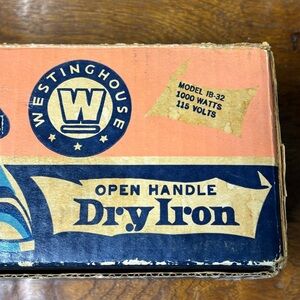 WESTINGHOUSE
W
MODEL IB-32
1000 WATTS
115 VOLTS
OPEN HANDLE
Dry Iron